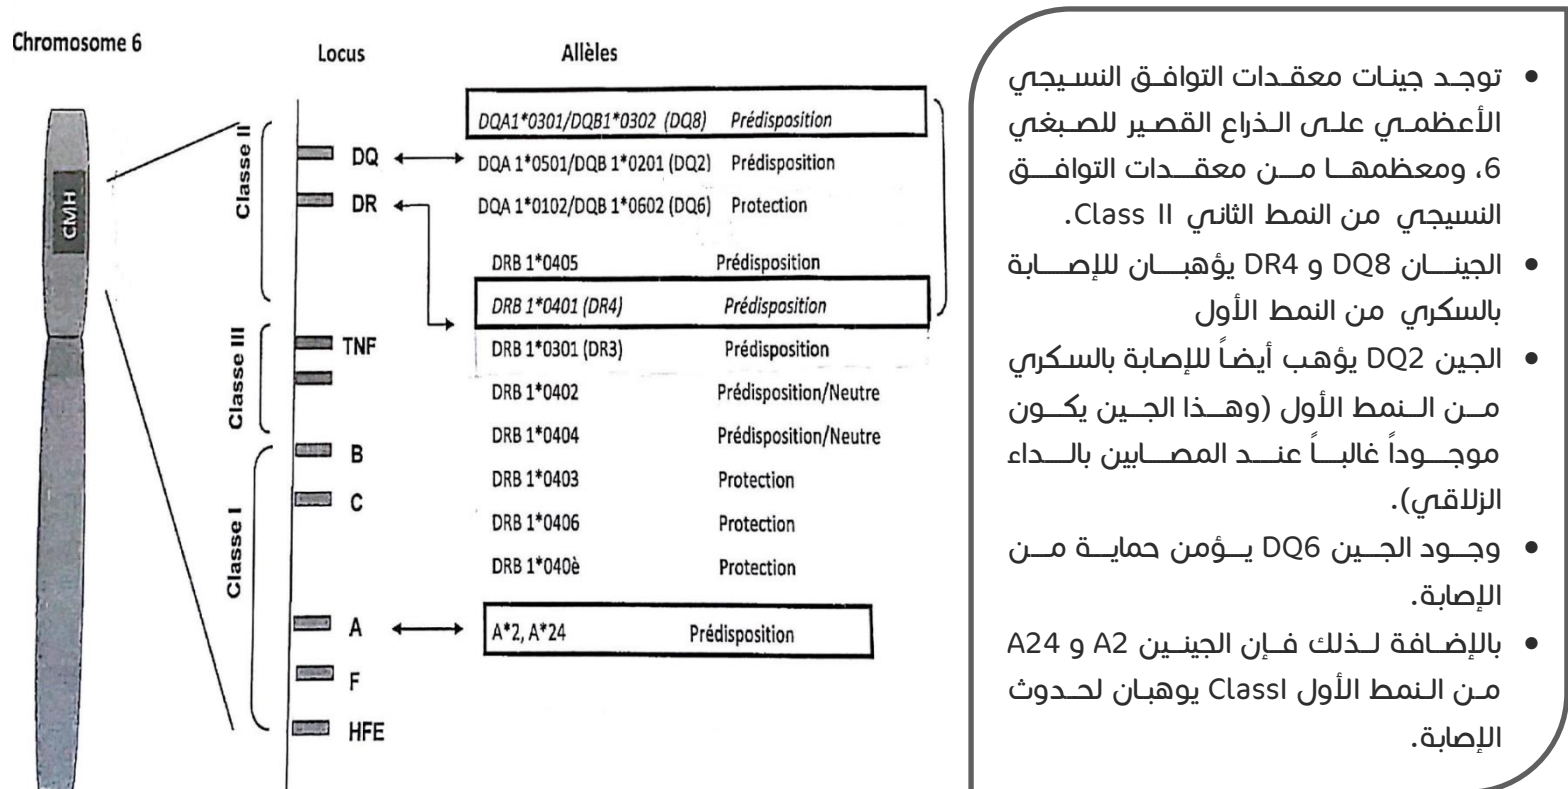 Chromosome 6
Locus
Allèles
CMH
Classe II
Classe III
Classe I
DQ
DR
TNF
B
C
A
F
HFE
DQA1*0301/DQB1*0302 (DQ8) Prédisposition
DQA 1*0501/DQB 1*0201 (DQ2) Prédisposition
DQA 1*0102/DQB 1*0602 (DQ6) Protection
DRB 1*0405 Prédisposition
DRB 1*0401 (DR4) Prédisposition
DRB 1*0301 (DR3) Prédisposition
DRB 1*0402 Prédisposition/Neutre
DRB 1*0404 Prédisposition/Neutre
DRB 1*0403 Protection
DRB 1*0406 Protection
DRB 1*040è Protection
A*2, A*24 Prédisposition
• توجد جينات معقدات التوافق النسيجي
الأعظمي على الذراع القصير للصبغي
6، ومعظمها من معقدات التوافق
النسيجي من النمط الثاني Class II.
• الجينان DQ8 و DR4 يؤهبان للإصابة
بالسكري من النمط الأول
• الجين DQ2 يؤهب أيضاً للإصابة بالسكري
من النمط الأول (وهذا الجين يكون
موجوداً غالباً عند المصابين بالداء
الزلاقي).
• وجود الجين DQ6 يؤمن حماية من
الإصابة.
• بالإضافة لذلك فإن الجينين A2 و A24
من النمط الأول ClassI يوهبان لحدوث
الإصابة.